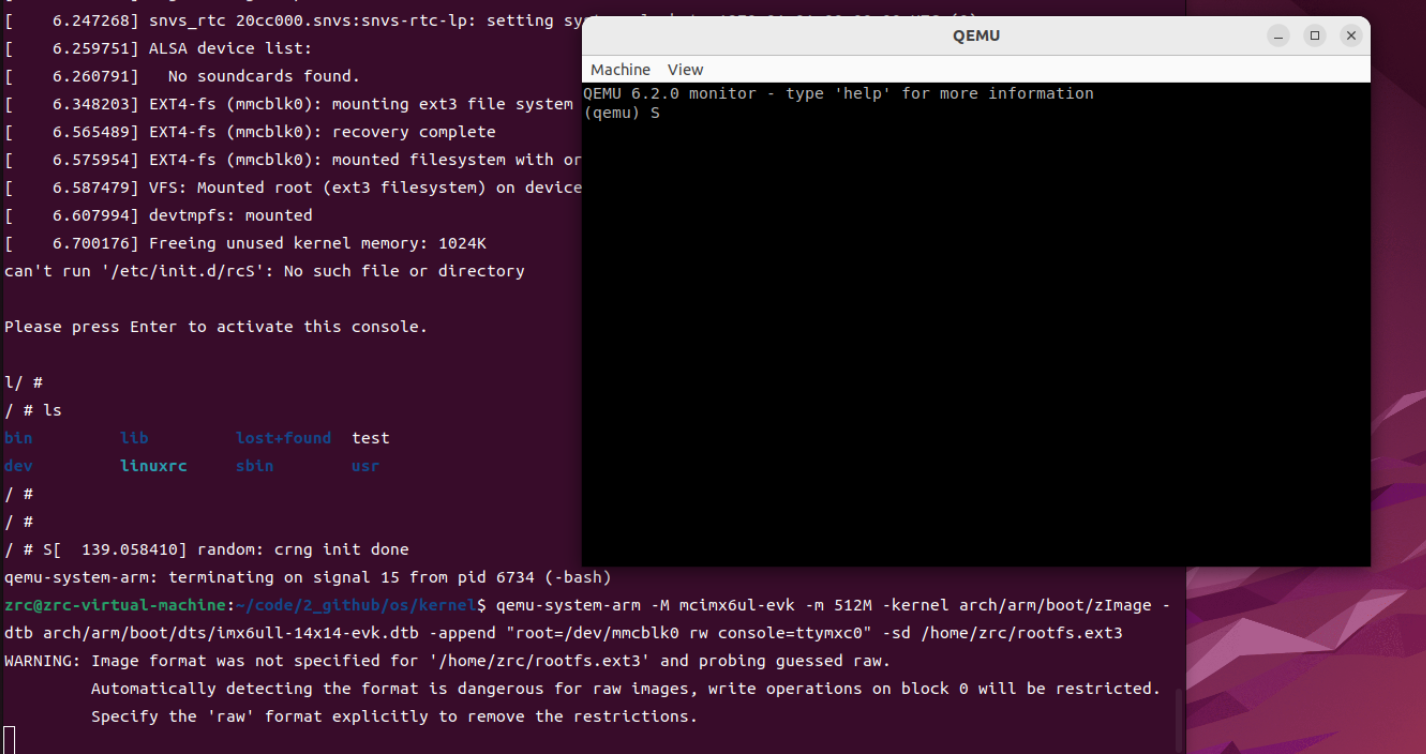 [    6.247268] snvs_rtc 20cc000.snvs:snvs-rtc-lp: setting
[    6.259751] ALSA device list:
[    6.260791]   No soundcards found.
[    6.348203] EXT4-fs (mmcblk0): mounting ext3 file system
[    6.565489] EXT4-fs (mmcblk0): recovery complete
[    6.575954] EXT4-fs (mmcblk0): mounted filesystem with or
[    6.587479] VFS: Mounted root (ext3 filesystem) on device
[    6.607994] devtmpfs: mounted
[    6.700176] Freeing unused kernel memory: 1024K
can't run '/etc/init.d/rcS': No such file or directory
Please press Enter to activate this console.
l/ #
/ # ls
bin         lib         lost+found  test
dev         linuxrc     sbin        usr
/ #
/ #
/ # S[  139.058410] random: crng init done
qemu-system-arm: terminating on signal 15 from pid 6734 (-bash)
zrc@zrc-virtual-machine:~/code/2_github/os/kernel$ qemu-system-arm -M mcimx6ul-evk -m 512M -kernel arch/arm/boot/zImage -
dtb arch/arm/boot/dts/imx6ull-14x14-evk.dtb -append "root=/dev/mmcblk0 rw console=ttymxc0" -sd /home/zrc/rootfs.ext3
WARNING: Image format was not specified for '/home/zrc/rootfs.ext3' and probing guessed raw.
         Automatically detecting the format is dangerous for raw images, write operations on block 0 will be restricted.
         Specify the 'raw' format explicitly to remove the restrictions.
QEMU
Machine View
QEMU 6.2.0 monitor - type 'help' for more information
(qemu) S